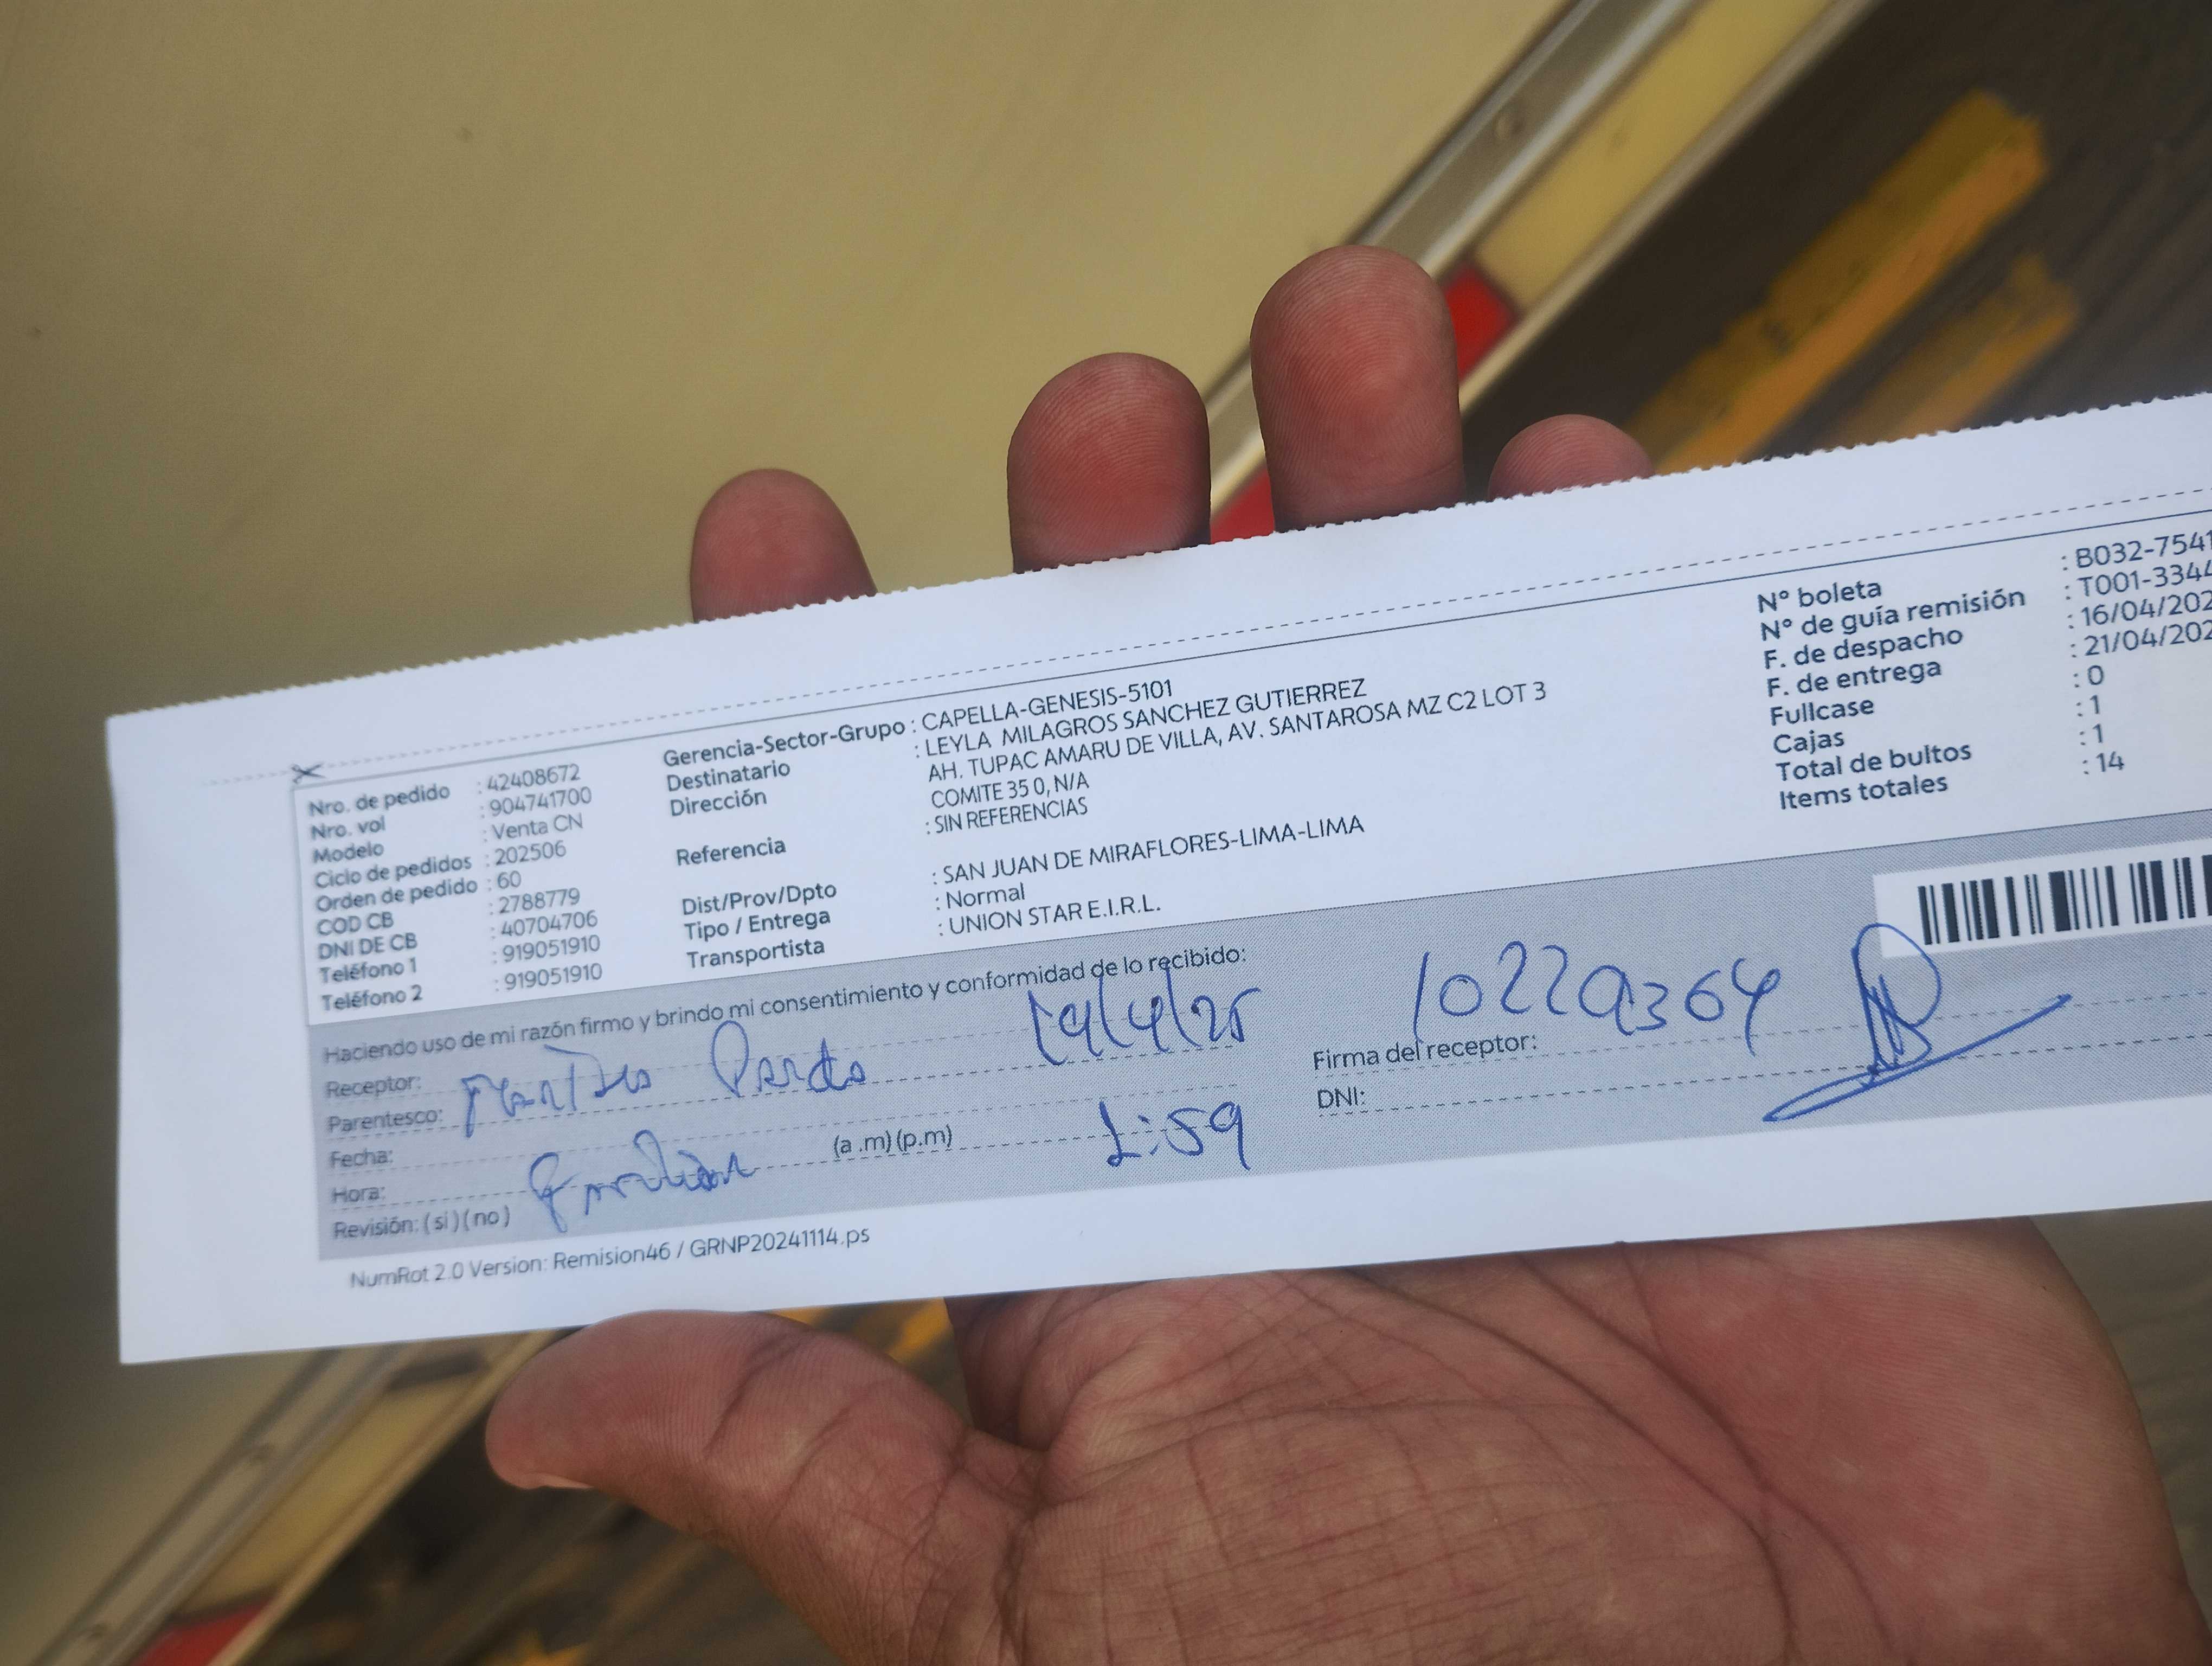 Nro. de pedido : 42408672
Nro. vol : 904741700
Modelo : Venta CN
Ciclo de pedidos : 202506
Orden de pedido : 60
COD CB : 2788779
DNI DE CB : 40704706
Teléfono 1 : 919051910
Teléfono 2 : 919051910
Gerencia-Sector-Grupo : CAPELLA-GENESIS-5101
Destinatario : LEYLA MILAGROS SANCHEZ GUTIERREZ
Dirección AH. TUPAC AMARU DE VILLA, AV. SANTAROSA MZ C2 LOT 3
COMITE 35 0, N/A
Referencia : SIN REFERENCIAS
Dist/Prov/Dpto : SAN JUAN DE MIRAFLORES-LIMA-LIMA
Tipo / Entrega : Normal
Transportista : UNION STAR E.I.R.L.
N° boleta : B032-7541
N° de guía remisión : T001-3344
F. de despacho : 16/04/202
F. de entrega : 21/04/202
Fullcase : 0
Cajas : 1
Total de bultos : 1
Items totales : 14
Haciendo uso de mi razón firmo y brindo mi consentimiento y conformidad de lo recibido:
Receptor: Pardo 19/4/25
Parentesco:
Fecha:
Hora: (a .m) (p.m) 1:59
Revisión: ( si ) ( no )
Firma del receptor: 10229364
DNI:
NumRot 2.0 Version: Remision46 / GRNP20241114.ps